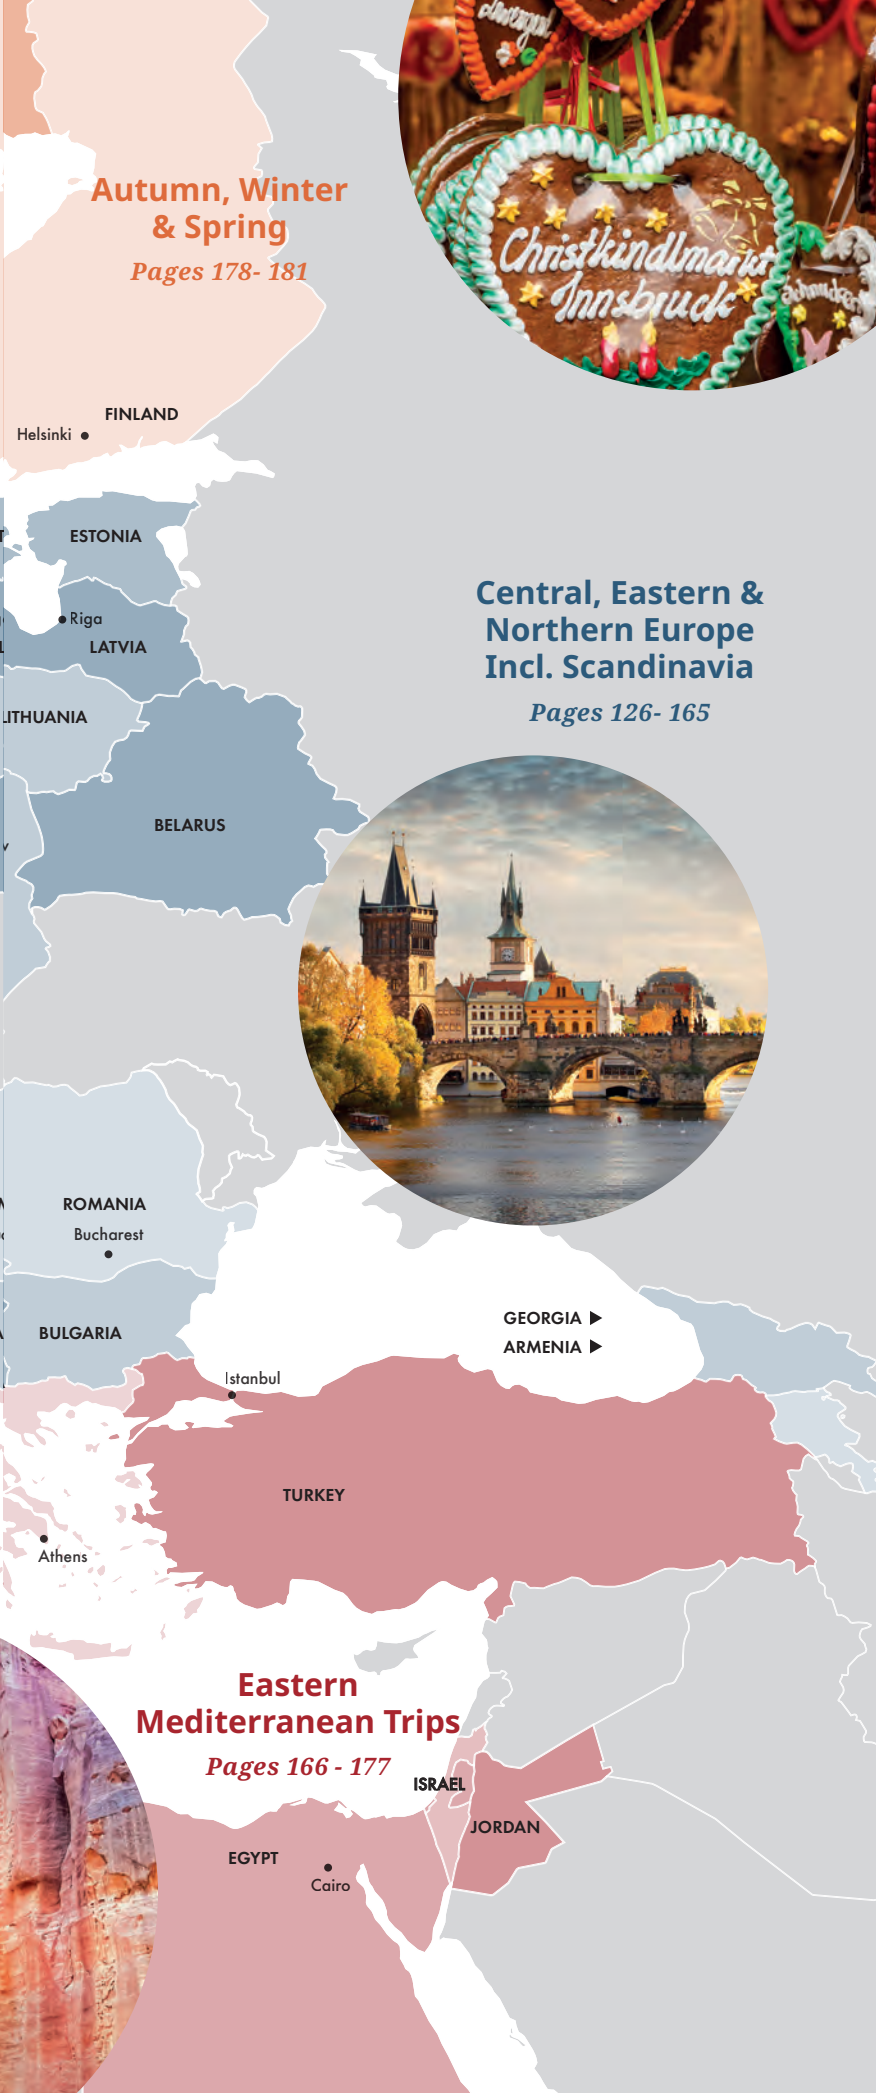 Autumn, Winter
& Spring
Pages 178- 181
Christkindlmarkt
Innsbruck
FINLAND
Helsinki
ESTONIA
Riga
LATVIA
LITHUANIA
Central, Eastern &
Northern Europe
Incl. Scandinavia
Pages 126- 165
BELARUS
ROMANIA
Bucharest
BULGARIA
GEORGIA
ARMENIA
Istanbul
TURKEY
Athens
Eastern
Mediterranean Trips
Pages 166 - 177
ISRAEL
JORDAN
EGYPT
Cairo